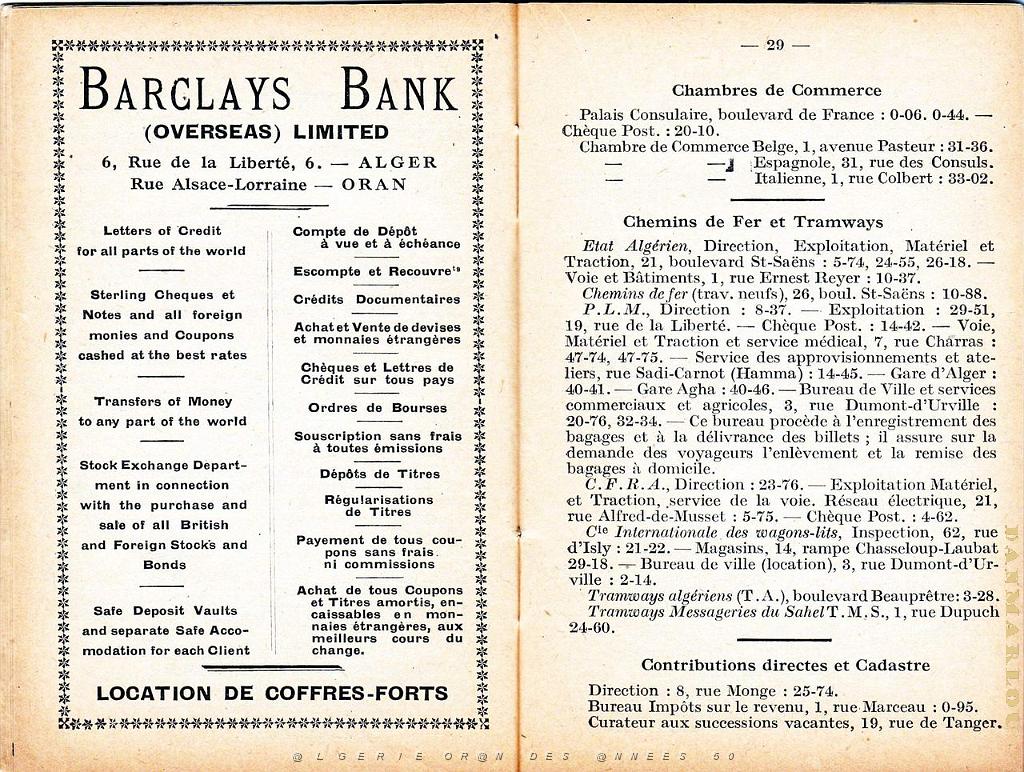 BARCLAYS BANK
(OVERSEAS) LIMITED
6, Rue de la Liberté, 6. — ALGER
Rue Alsace-Lorraine — ORAN
Letters of Credit
for all parts of the world
Sterling Cheques et
Notes and all foreign
monies and Coupons
cashed at the best rates
Transfers of Money
to any part of the world
Stock Exchange Depart-
ment in connection
with the purchase and
sale of all British
and Foreign Stocks and
Bonds
Safe Deposit Vaults
and separate Safe Acco-
modation for each Client
Compte de Dépôt
à vue et à échéance
Escompte et Recouvre^ts
Crédits Documentaires
Achat et Vente de devises
et monnaies étrangères
Chèques et Lettres de
Crédit sur tous pays
Ordres de Bourses
Souscription sans frais
à toutes émissions
Dépôts de Titres
Régularisations
de Titres
Payement de tous cou-
pons sans frais
ni commissions
Achat de tous Coupons
et Titres amortis, en-
caissables en mon-
naies étrangères, aux
meilleurs cours du
change.
LOCATION DE COFFRES-FORTS
— 29 —
Chambres de Commerce
Palais Consulaire, boulevard de France : 0-06. 0-44. —
Chèque Post. : 20-10.
Chambre de Commerce Belge, 1, avenue Pasteur : 31-36.
— — Espagnole, 31, rue des Consuls.
— — Italienne, 1, rue Colbert : 33-02.
Chemins de Fer et Tramways
Etat Algérien, Direction, Exploitation, Matériel et
Traction, 21, boulevard St-Saëns : 5-74, 24-55, 26-18. —
Voie et Bâtiments, 1, rue Ernest Reyer : 10-37.
Chemins de fer (trav. neufs), 26, boul. St-Saëns : 10-88.
P.L.M., Direction : 8-37. — Exploitation : 29-51,
19, rue de la Liberté. — Chèque Post. : 14-42. — Voie,
Matériel et Traction et service médical, 7, rue Charras :
47-74, 47-75. — Service des approvisionnements et ate-
liers, rue Sadi-Carnot (Hamma) : 14-45. — Gare d'Alger :
40-41. — Gare Agha : 40-46. — Bureau de Ville et services
commerciaux et agricoles, 3, rue Dumont-d'Urville :
20-76, 32-34. — Ce bureau procède à l'enregistrement des
bagages et à la délivrance des billets ; il assure sur la
demande des voyageurs l'enlèvement et la remise des
bagages à domicile.
C.F.R.A., Direction : 23-76. — Exploitation Matériel,
et Traction, service de la voie. Réseau électrique, 21,
rue Alfred-de-Musset : 5-75. — Chèque Post. : 4-62.
C^ie Internationale des wagons-lits, Inspection, 62, rue
d'Isly : 21-22. — Magasins, 14, rampe Chasseloup-Laubat
29-18. — Bureau de ville (location), 3, rue Dumont-d'Ur-
ville : 2-14.
Tramways algériens (T.A.), boulevard Beauprêtre : 3-28.
Tramways Messageries du Sahel T.M.S., 1, rue Dupuch
24-60.
Contributions directes et Cadastre
Direction : 8, rue Monge : 25-74.
Bureau Impôts sur le revenu, 1, rue Marceau : 0-95.
Curateur aux successions vacantes, 19, rue de Tanger.
DANMARLOU
@LGERIE OR@N DES @NNEES 50